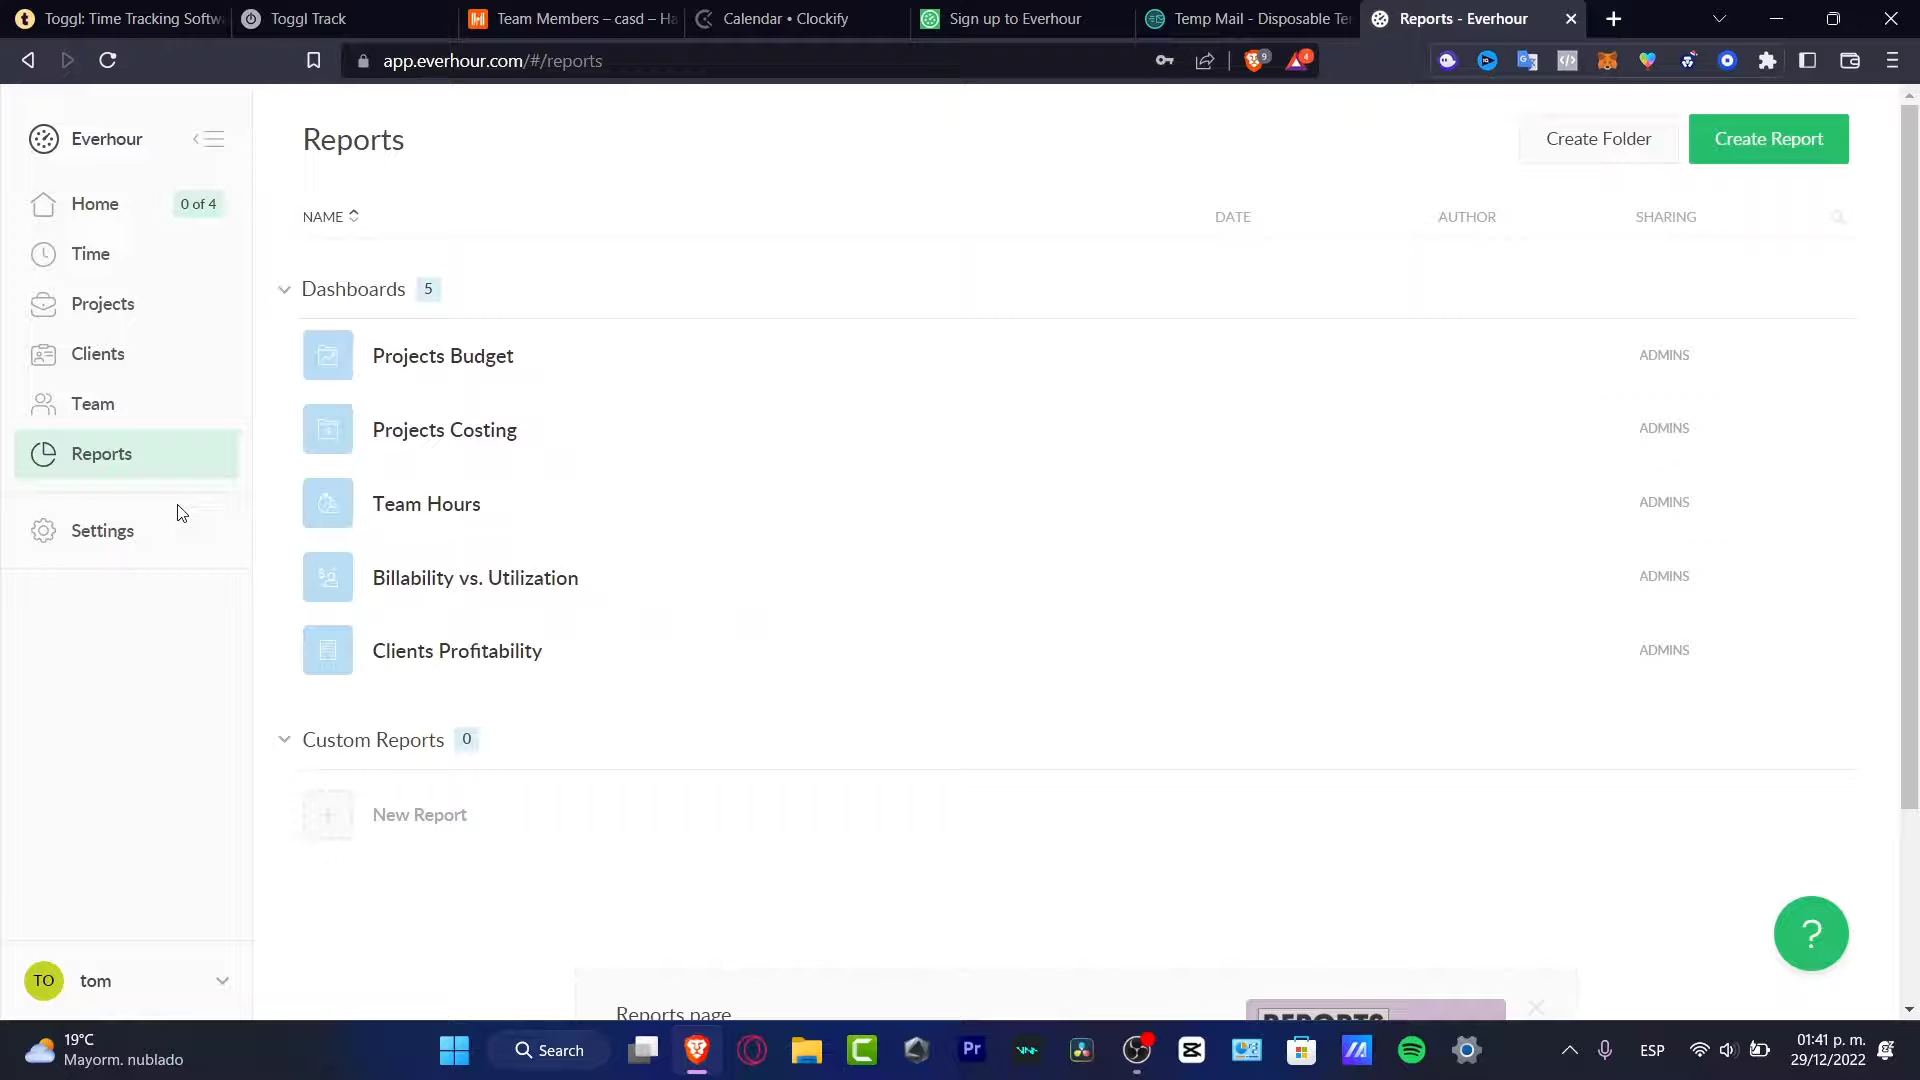 Toggl: Time Tracking Softw
Toggl Track
Team Members – casd – Ha
Calendar • Clockify
Sign up to Everhour
Temp Mail - Disposable Te
Reports - Everhour
app.everhour.com/#/reports
9
4
Everhour
Reports
Create Folder
Create Report
Home
0 of 4
NAME
DATE
AUTHOR
SHARING
Time
Dashboards
5
Projects
Projects Budget
ADMINS
Clients
Team
Projects Costing
ADMINS
Reports
Team Hours
ADMINS
Settings
Billability vs. Utilization
ADMINS
Clients Profitability
ADMINS
Custom Reports
0
New Report
?
TO
tom
Reports page
REPORTS
19°C
Mayorm. nublado
Search
Pr
ESP
01:41 p. m.
29/12/2022